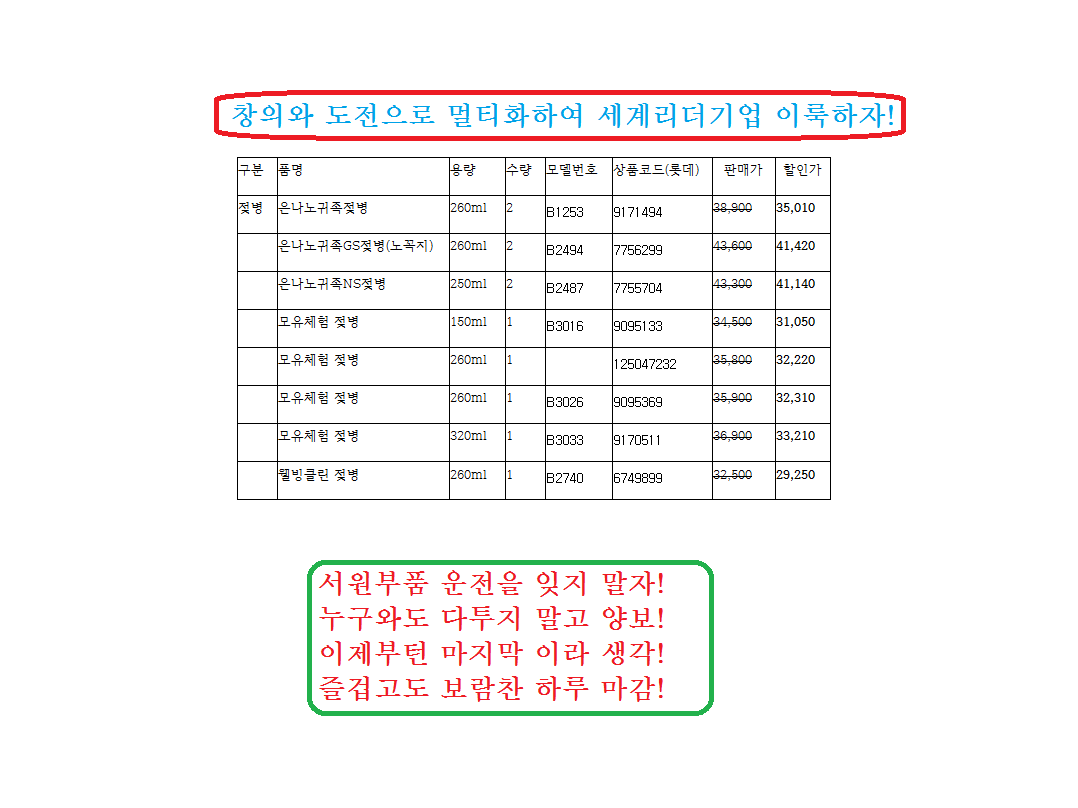 창의와 도전으로 멀티화하여 세계리더기업 이룩하자!
구분 품명 용량 수량 모델번호 상품코드(롯데) 판매가 할인가
젖병 은나노귀족젖병 260ml 2 B1253 9171494 38,900 35,010
은나노귀족GS젖병(노꼭지) 260ml 2 B2494 7756299 43,600 41,420
은나노귀족NS젖병 250ml 2 B2487 7755704 43,300 41,140
모유체험 젖병 150ml 1 B3016 9095133 34,500 31,050
모유체험 젖병 260ml 1 125047232 35,800 32,220
모유체험 젖병 260ml 1 B3026 9095369 35,900 32,310
모유체험 젖병 320ml 1 B3033 9170511 36,900 33,210
웰빙클린 젖병 260ml 1 B2740 6749899 32,500 29,250
서원부품 운전을 잊지 말자!
누구와도 다투지 말고 양보!
이제부턴 마지막 이라 생각!
즐겁고도 보람찬 하루 마감!